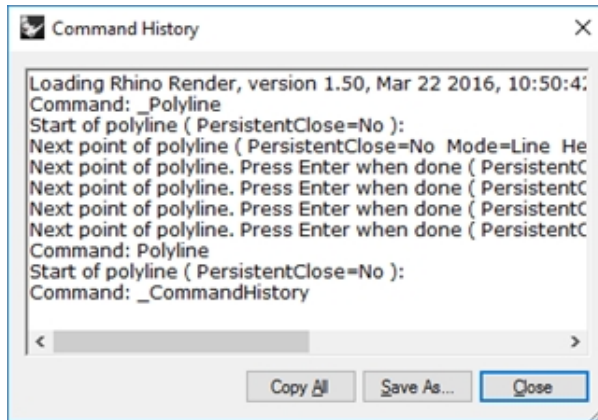 Command History
Loading Rhino Render, version 1.50, Mar 22 2016, 10:50:42
Command: _Polyline
Start of polyline ( PersistentClose=No ):
Next point of polyline ( PersistentClose=No Mode=Line He
Next point of polyline. Press Enter when done ( PersistentC
Next point of polyline. Press Enter when done ( PersistentC
Next point of polyline. Press Enter when done ( PersistentC
Next point of polyline. Press Enter when done ( PersistentC
Command: Polyline
Start of polyline ( PersistentClose=No ):
Command: _CommandHistory
Copy All Save As... Close